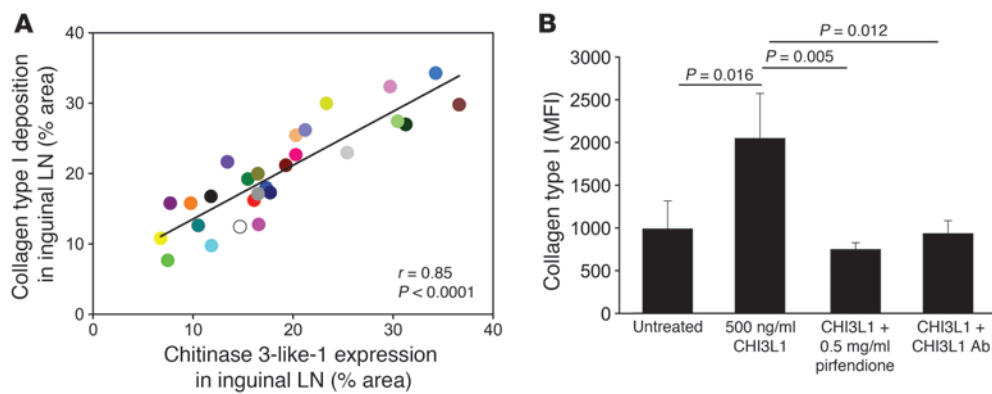 A
Collagen type I deposition
in inguinal LN (% area)
40
30
20
10
0
0
10
20
30
40
r = 0.85
P < 0.0001
Chitinase 3-like-1 expression
in inguinal LN (% area)
B
Collagen type I (MFI)
3000
2500
2000
1500
1000
500
0
P = 0.012
P = 0.005
P = 0.016
Untreated
500 ng/ml
CHI3L1
CHI3L1 +
0.5 mg/ml
pirfendione
CHI3L1 +
CHI3L1 Ab